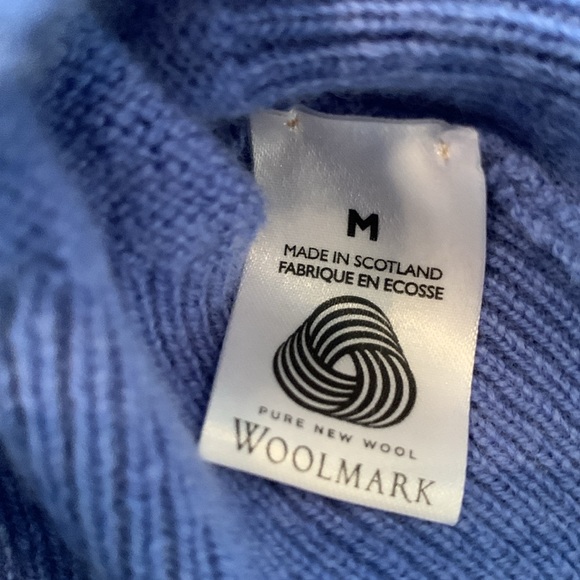 M
MADE IN SCOTLAND
FABRIQUE EN ECOSSE
PURE NEW WOOL
WOOLMARK